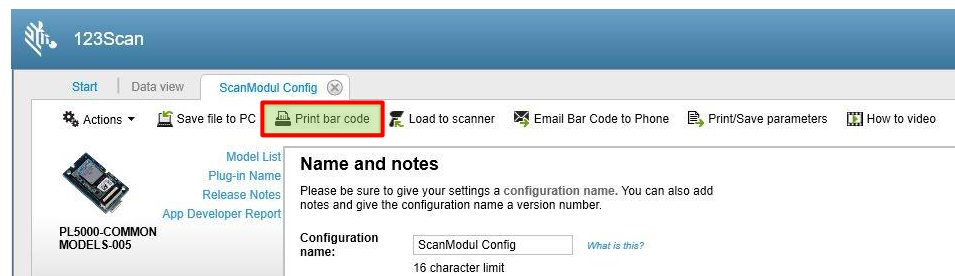 123Scan
Start Data view ScanModul Config
Actions Save file to PC Print bar code Load to scanner Email Bar Code to Phone Print/Save parameters How to video
Model List
Plug-in Name
Release Notes
App Developer Report
PL5000-COMMON
MODELS-005
Name and notes
Please be sure to give your settings a configuration name. You can also add
notes and give the configuration name a version number.
Configuration
name:
ScanModul Config What is this?
16 character limit